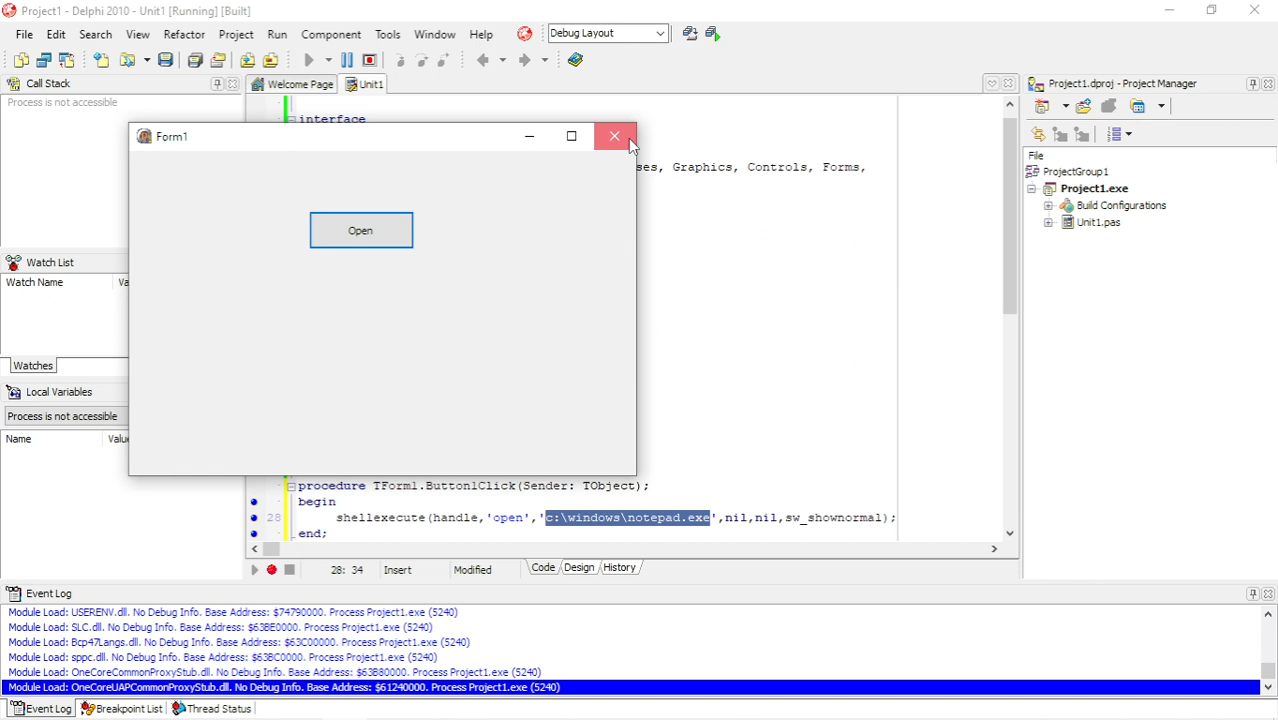 Project1 - Delphi 2010 - Unit1 [Running] [Built]
File Edit Search View Refactor Project Run Component Tools Window Help Debug Layout
Call Stack
Process is not accessible
Welcome Page Unit1
interface
ses, Graphics, Controls, Forms,
Form1
Open
Watch List
Watch Name Va
Watches
Local Variables
Process is not accessible
Name Valu
procedure TForm1.Button1Click(Sender: TObject);
begin
28 shellexecute(handle,'open','c:\windows\notepad.exe',nil,nil,sw_shownormal);
end;
28: 34 Insert Modified Code Design History
Project1.dproj - Project Manager
File
ProjectGroup1
Project1.exe
Build Configurations
Unit1.pas
Event Log
Module Load: USERENV.dll. No Debug Info. Base Address: $74790000. Process Project1.exe (5240)
Module Load: SLC.dll. No Debug Info. Base Address: $63BE0000. Process Project1.exe (5240)
Module Load: Bcp47Langs.dll. No Debug Info. Base Address: $63C00000. Process Project1.exe (5240)
Module Load: sppc.dll. No Debug Info. Base Address: $63BC0000. Process Project1.exe (5240)
Module Load: OneCoreCommonProxyStub.dll. No Debug Info. Base Address: $63B80000. Process Project1.exe (5240)
Module Load: OneCoreUAPCommonProxyStub.dll. No Debug Info. Base Address: $61240000. Process Project1.exe (5240)
Event Log Breakpoint List Thread Status